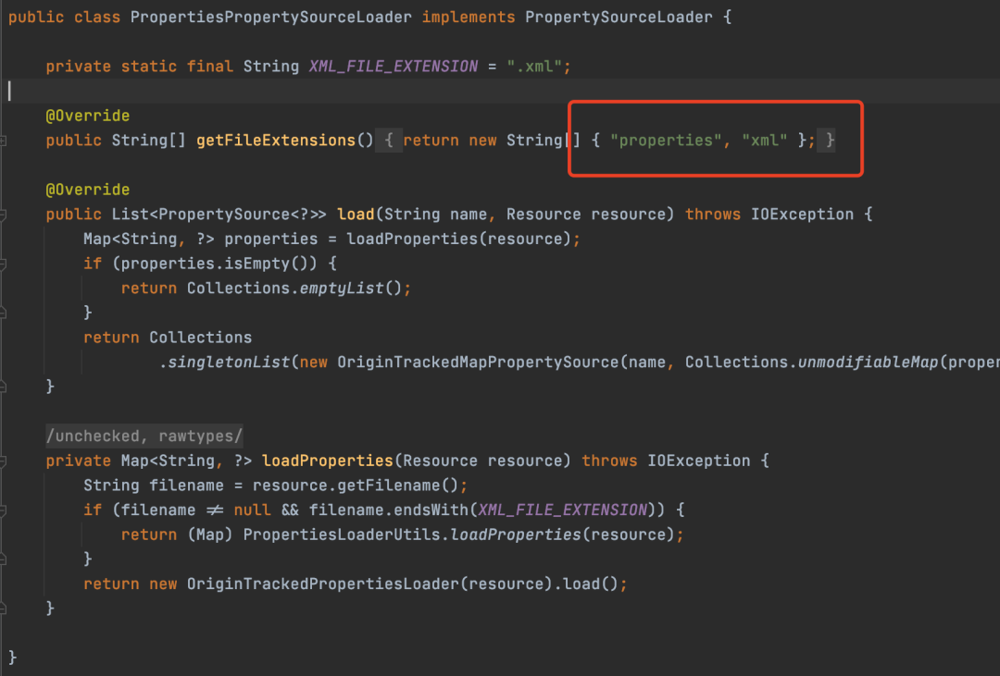 public class PropertiesPropertySourceLoader implements PropertySourceLoader {
private static final String XML_FILE_EXTENSION = ".xml";
@Override
public String[] getFileExtensions() { return new String[] { "properties", "xml" }; }
@Override
public List<PropertySource<?>> load(String name, Resource resource) throws IOException {
Map<String, ?> properties = loadProperties(resource);
if (properties.isEmpty()) {
return Collections.emptyList();
}
return Collections
.singletonList(new OriginTrackedMapPropertySource(name, Collections.unmodifiableMap(proper
}
/unchecked, rawtypes/
private Map<String, ?> loadProperties(Resource resource) throws IOException {
String filename = resource.getFilename();
if (filename ≠ null && filename.endsWith(XML_FILE_EXTENSION)) {
return (Map) PropertiesLoaderUtils.loadProperties(resource);
}
return new OriginTrackedPropertiesLoader(resource).load();
}
}